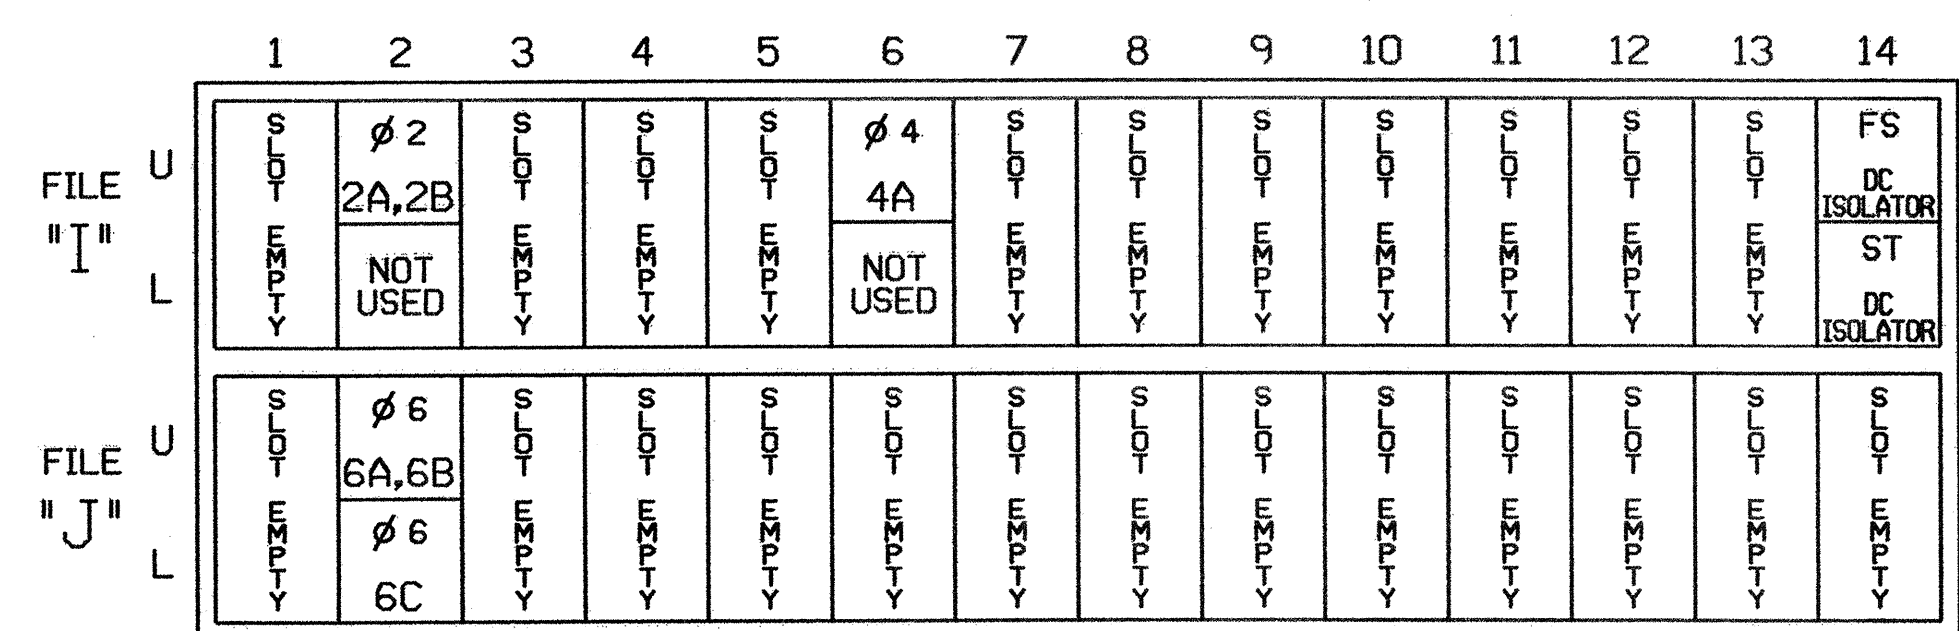 1 2 3 4 5 6 7 8 9 10 11 12 13 14
FILE "I"
U
L
SLOT EMPTY
Ø 2
2A,2B
NOT
USED
SLOT EMPTY
SLOT EMPTY
SLOT EMPTY
Ø 4
4A
NOT
USED
SLOT EMPTY
SLOT EMPTY
SLOT EMPTY
SLOT EMPTY
SLOT EMPTY
SLOT EMPTY
SLOT EMPTY
FS
DC
ISOLATOR
ST
DC
ISOLATOR
FILE "J"
U
L
SLOT EMPTY
Ø 6
6A,6B
Ø 6
6C
SLOT EMPTY
SLOT EMPTY
SLOT EMPTY
SLOT EMPTY
SLOT EMPTY
SLOT EMPTY
SLOT EMPTY
SLOT EMPTY
SLOT EMPTY
SLOT EMPTY
SLOT EMPTY
SLOT EMPTY